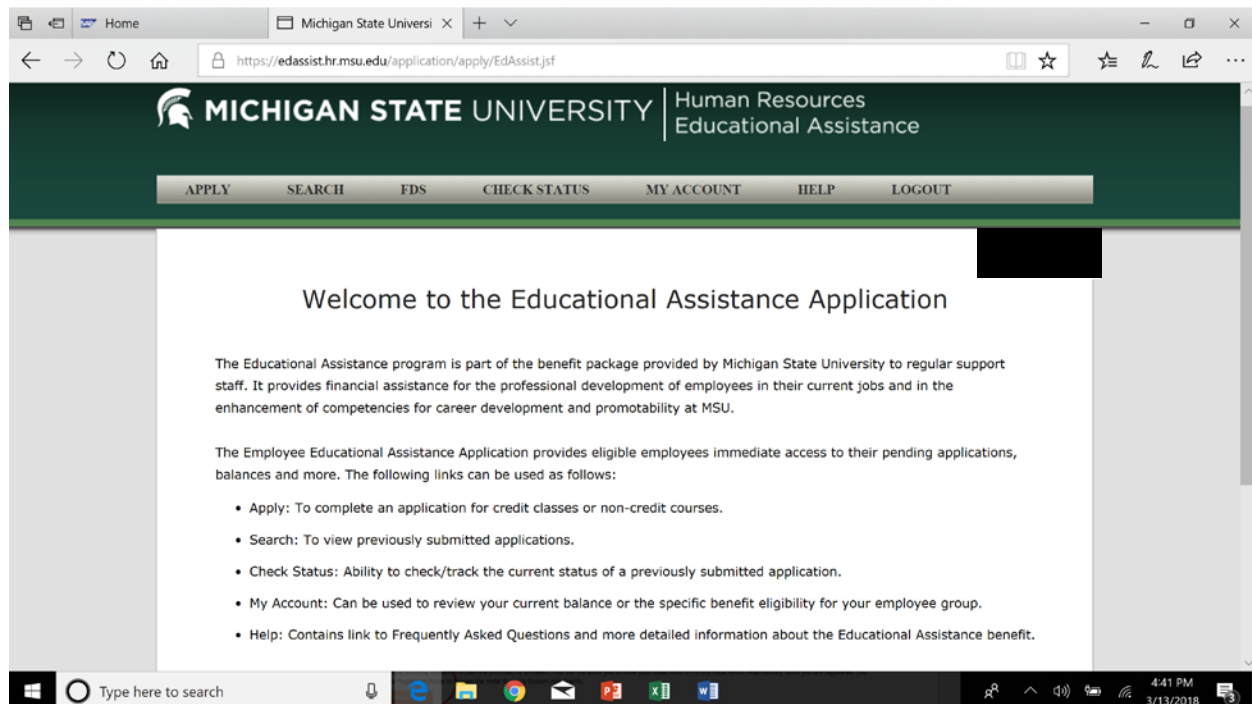 Home
Michigan State Universi
https://edassist.hr.msu.edu/application/apply/EdAssist.jsf
MICHIGAN STATE UNIVERSITY
Human Resources
Educational Assistance
APPLY SEARCH FDS CHECK STATUS MY ACCOUNT HELP LOGOUT
Welcome to the Educational Assistance Application
The Educational Assistance program is part of the benefit package provided by Michigan State University to regular support
staff. It provides financial assistance for the professional development of employees in their current jobs and in the
enhancement of competencies for career development and promotability at MSU.
The Employee Educational Assistance Application provides eligible employees immediate access to their pending applications,
balances and more. The following links can be used as follows:
• Apply: To complete an application for credit classes or non-credit courses.
• Search: To view previously submitted applications.
• Check Status: Ability to check/track the current status of a previously submitted application.
• My Account: Can be used to review your current balance or the specific benefit eligibility for your employee group.
• Help: Contains link to Frequently Asked Questions and more detailed information about the Educational Assistance benefit.
Type here to search
4:41 PM
3/13/2018